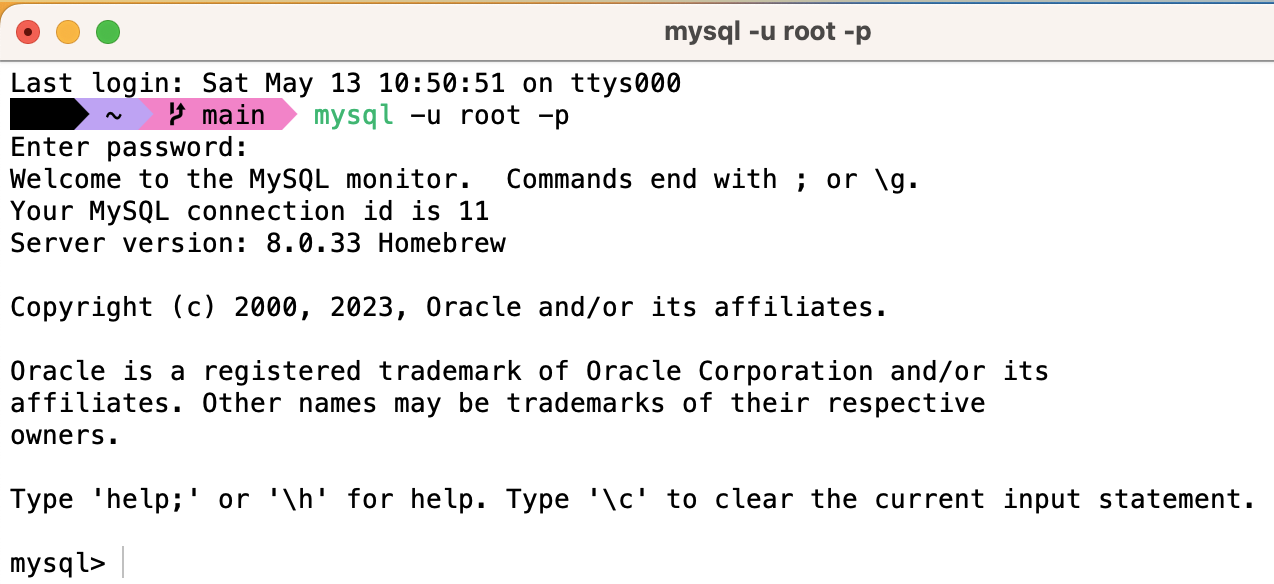 mysql -u root -p
Last login: Sat May 13 10:50:51 on ttys000
~ main mysql -u root -p
Enter password:
Welcome to the MySQL monitor.  Commands end with ; or \g.
Your MySQL connection id is 11
Server version: 8.0.33 Homebrew
Copyright (c) 2000, 2023, Oracle and/or its affiliates.
Oracle is a registered trademark of Oracle Corporation and/or its
affiliates. Other names may be trademarks of their respective
owners.
Type 'help;' or '\h' for help. Type '\c' to clear the current input statement.
mysql>